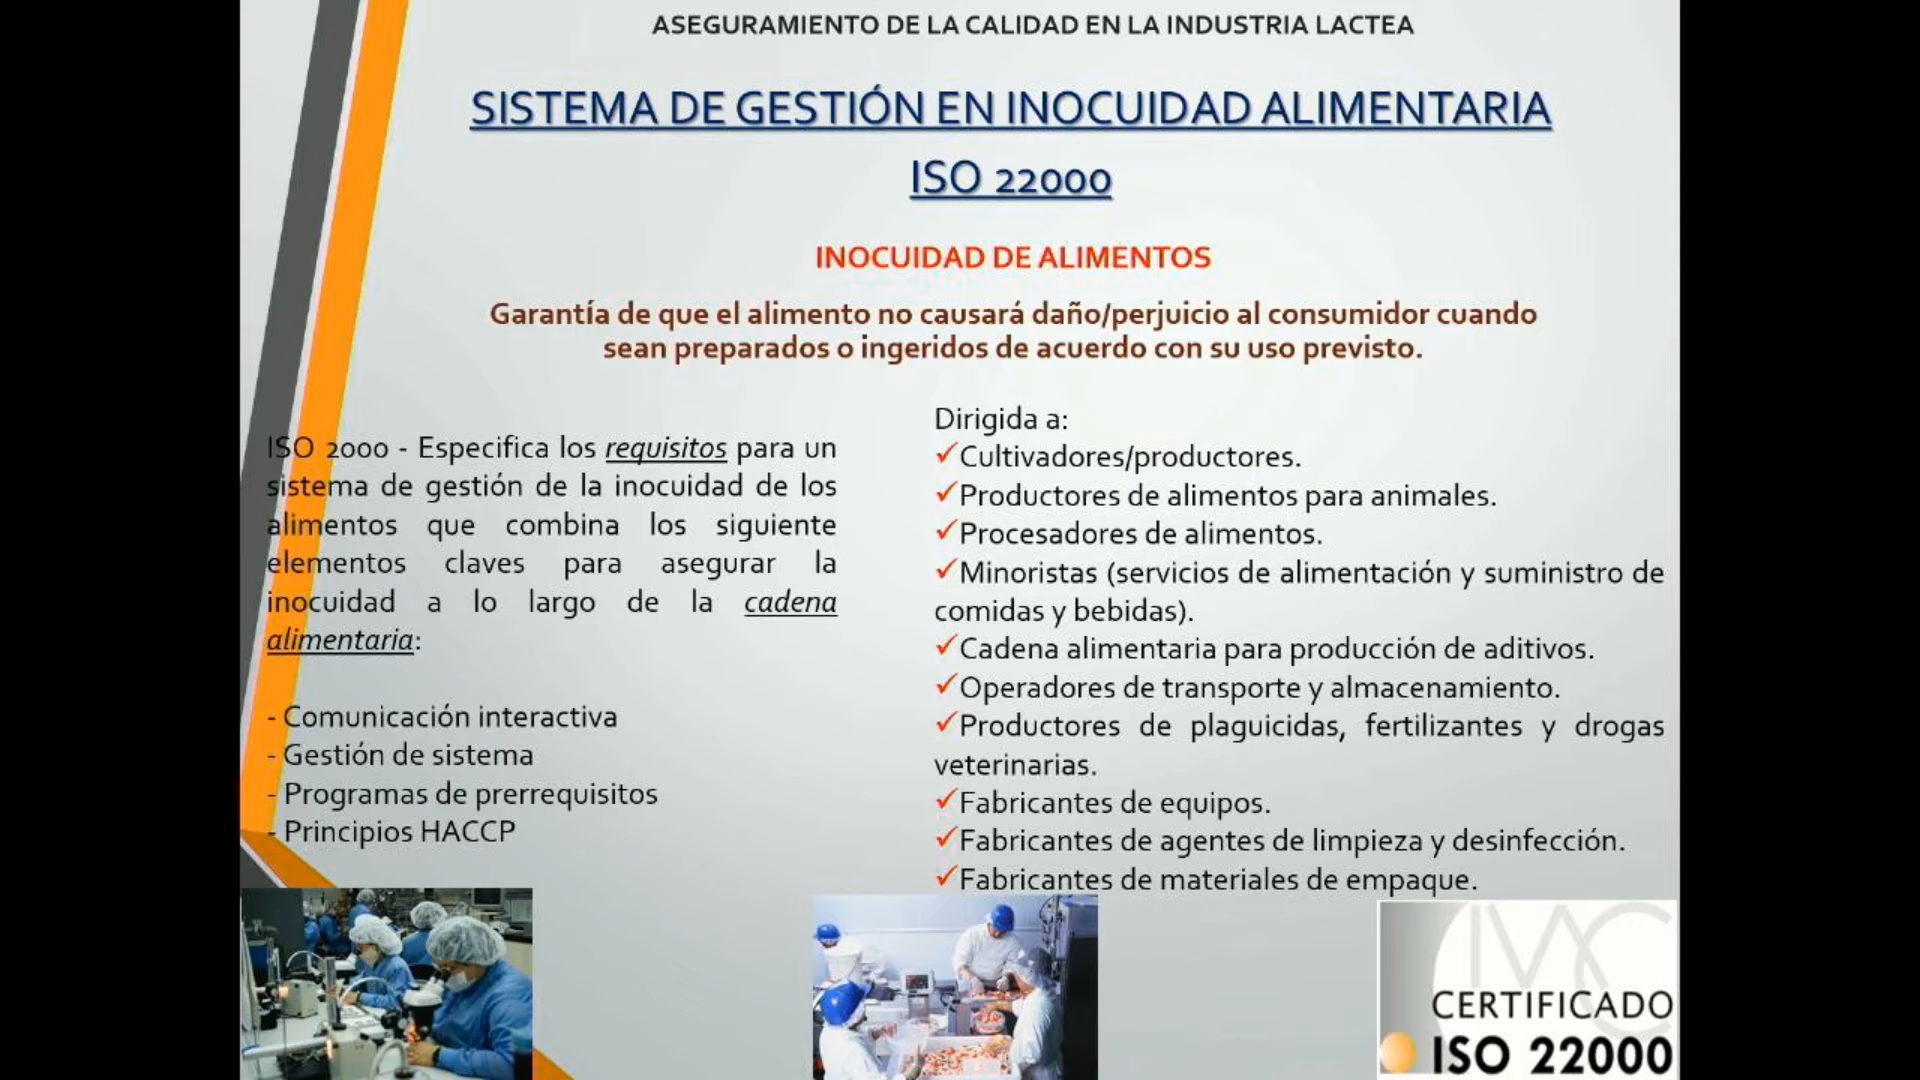 ASEGURAMIENTO DE LA CALIDAD EN LA INDUSTRIA LACTEA
SISTEMA DE GESTIÓN EN INOCUIDAD ALIMENTARIA
ISO 22000
INOCUIDAD DE ALIMENTOS
Garantía de que el alimento no causará daño/perjuicio al consumidor cuando
sean preparados o ingeridos de acuerdo con su uso previsto.
ISO 2000 - Especifica los requisitos para un
sistema de gestión de la inocuidad de los
alimentos que combina los siguiente
elementos claves para asegurar la
inocuidad a lo largo de la cadena
alimentaria:
- Comunicación interactiva
- Gestión de sistema
- Programas de prerrequisitos
- Principios HACCP
Dirigida a:
✓Cultivadores/productores.
✓Productores de alimentos para animales.
✓Procesadores de alimentos.
✓Minoristas (servicios de alimentación y suministro de
comidas y bebidas).
✓Cadena alimentaria para producción de aditivos.
✓Operadores de transporte y almacenamiento.
✓Productores de plaguicidas, fertilizantes y drogas
veterinarias.
✓Fabricantes de equipos.
✓Fabricantes de agentes de limpieza y desinfección.
✓Fabricantes de materiales de empaque.
CERTIFICADO
ISO 22000